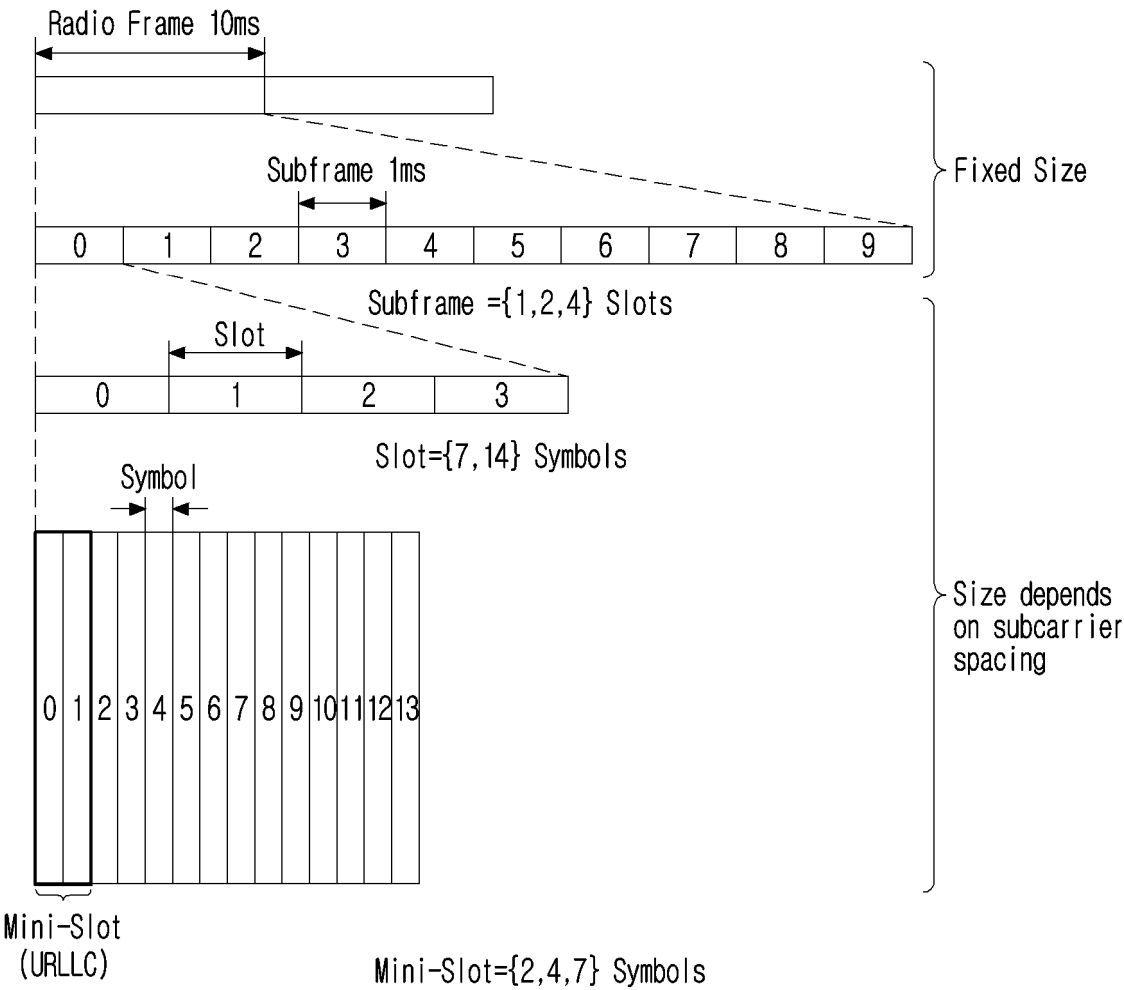 Radio Frame 10ms
Subframe 1ms
Fixed Size
0 1 2 3 4 5 6 7 8 9
Subframe ={1,2,4} Slots
Slot
0 1 2 3
Slot={7,14} Symbols
Symbol
Size depends
on subcarrier
spacing
0 1 2 3 4 5 6 7 8 9 10 11 12 13
Mini-Slot
(URLLC)
Mini-Slot={2,4,7} Symbols